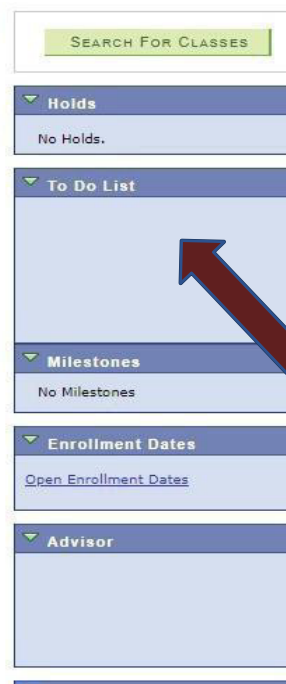 SEARCH FOR CLASSES
Holds
No Holds.
To Do List
Milestones
No Milestones
Enrollment Dates
Open Enrollment Dates
Advisor